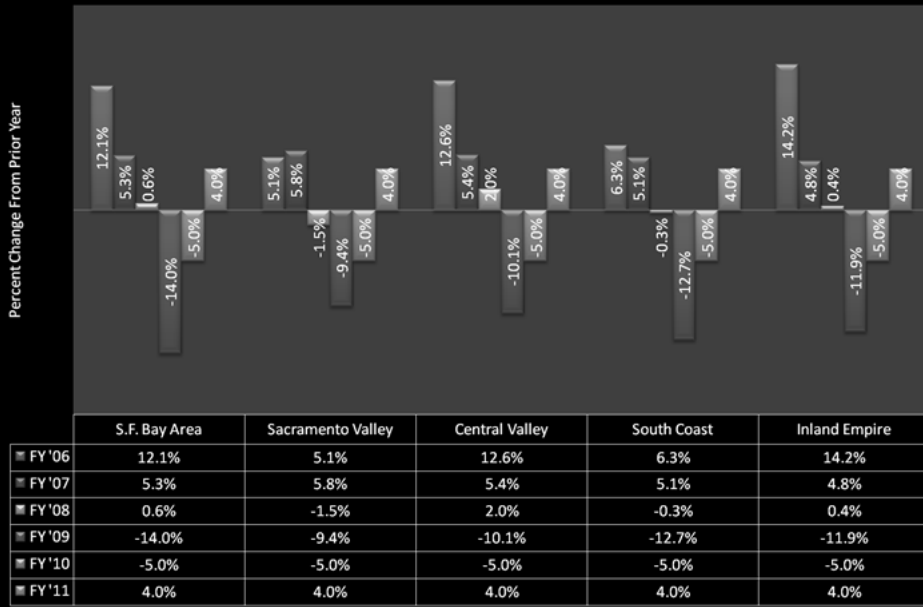 Percent Change From Prior Year
12.1% 5.3% 0.6% -14.0% -5.0% 4.0%
5.1% 5.8% -1.5% -9.4% -5.0% 4.0%
12.6% 5.4% 2.0% -10.1% -5.0% 4.0%
6.3% 5.1% -0.3% -12.7% -5.0% 4.0%
14.2% 4.8% 0.4% -11.9% -5.0% 4.0%
S.F. Bay Area Sacramento Valley Central Valley South Coast Inland Empire
FY '06 12.1% 5.1% 12.6% 6.3% 14.2%
FY '07 5.3% 5.8% 5.4% 5.1% 4.8%
FY '08 0.6% -1.5% 2.0% -0.3% 0.4%
FY '09 -14.0% -9.4% -10.1% -12.7% -11.9%
FY '10 -5.0% -5.0% -5.0% -5.0% -5.0%
FY '11 4.0% 4.0% 4.0% 4.0% 4.0%